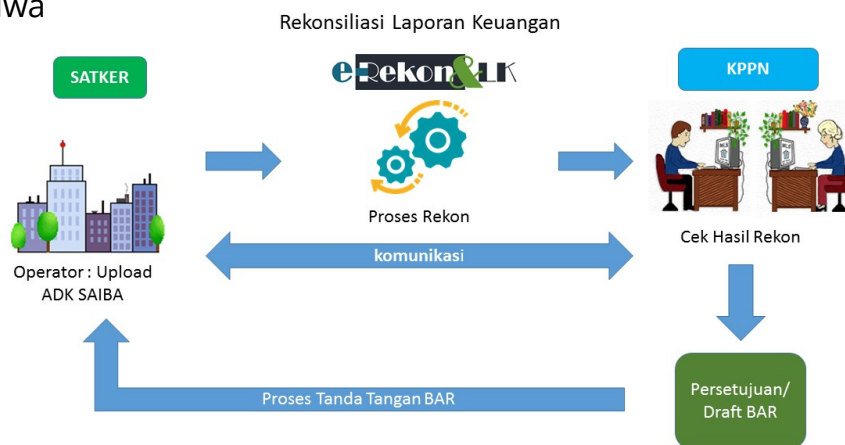 Rekonsiliasi Laporan Keuangan
SATKER
e-Rekon&LK
KPPN
Proses Rekon
Cek Hasil Rekon
komunikasi
Operator : Upload
ADK SAIBA
Persetujuan/
Draft BAR
Proses Tanda Tangan BAR